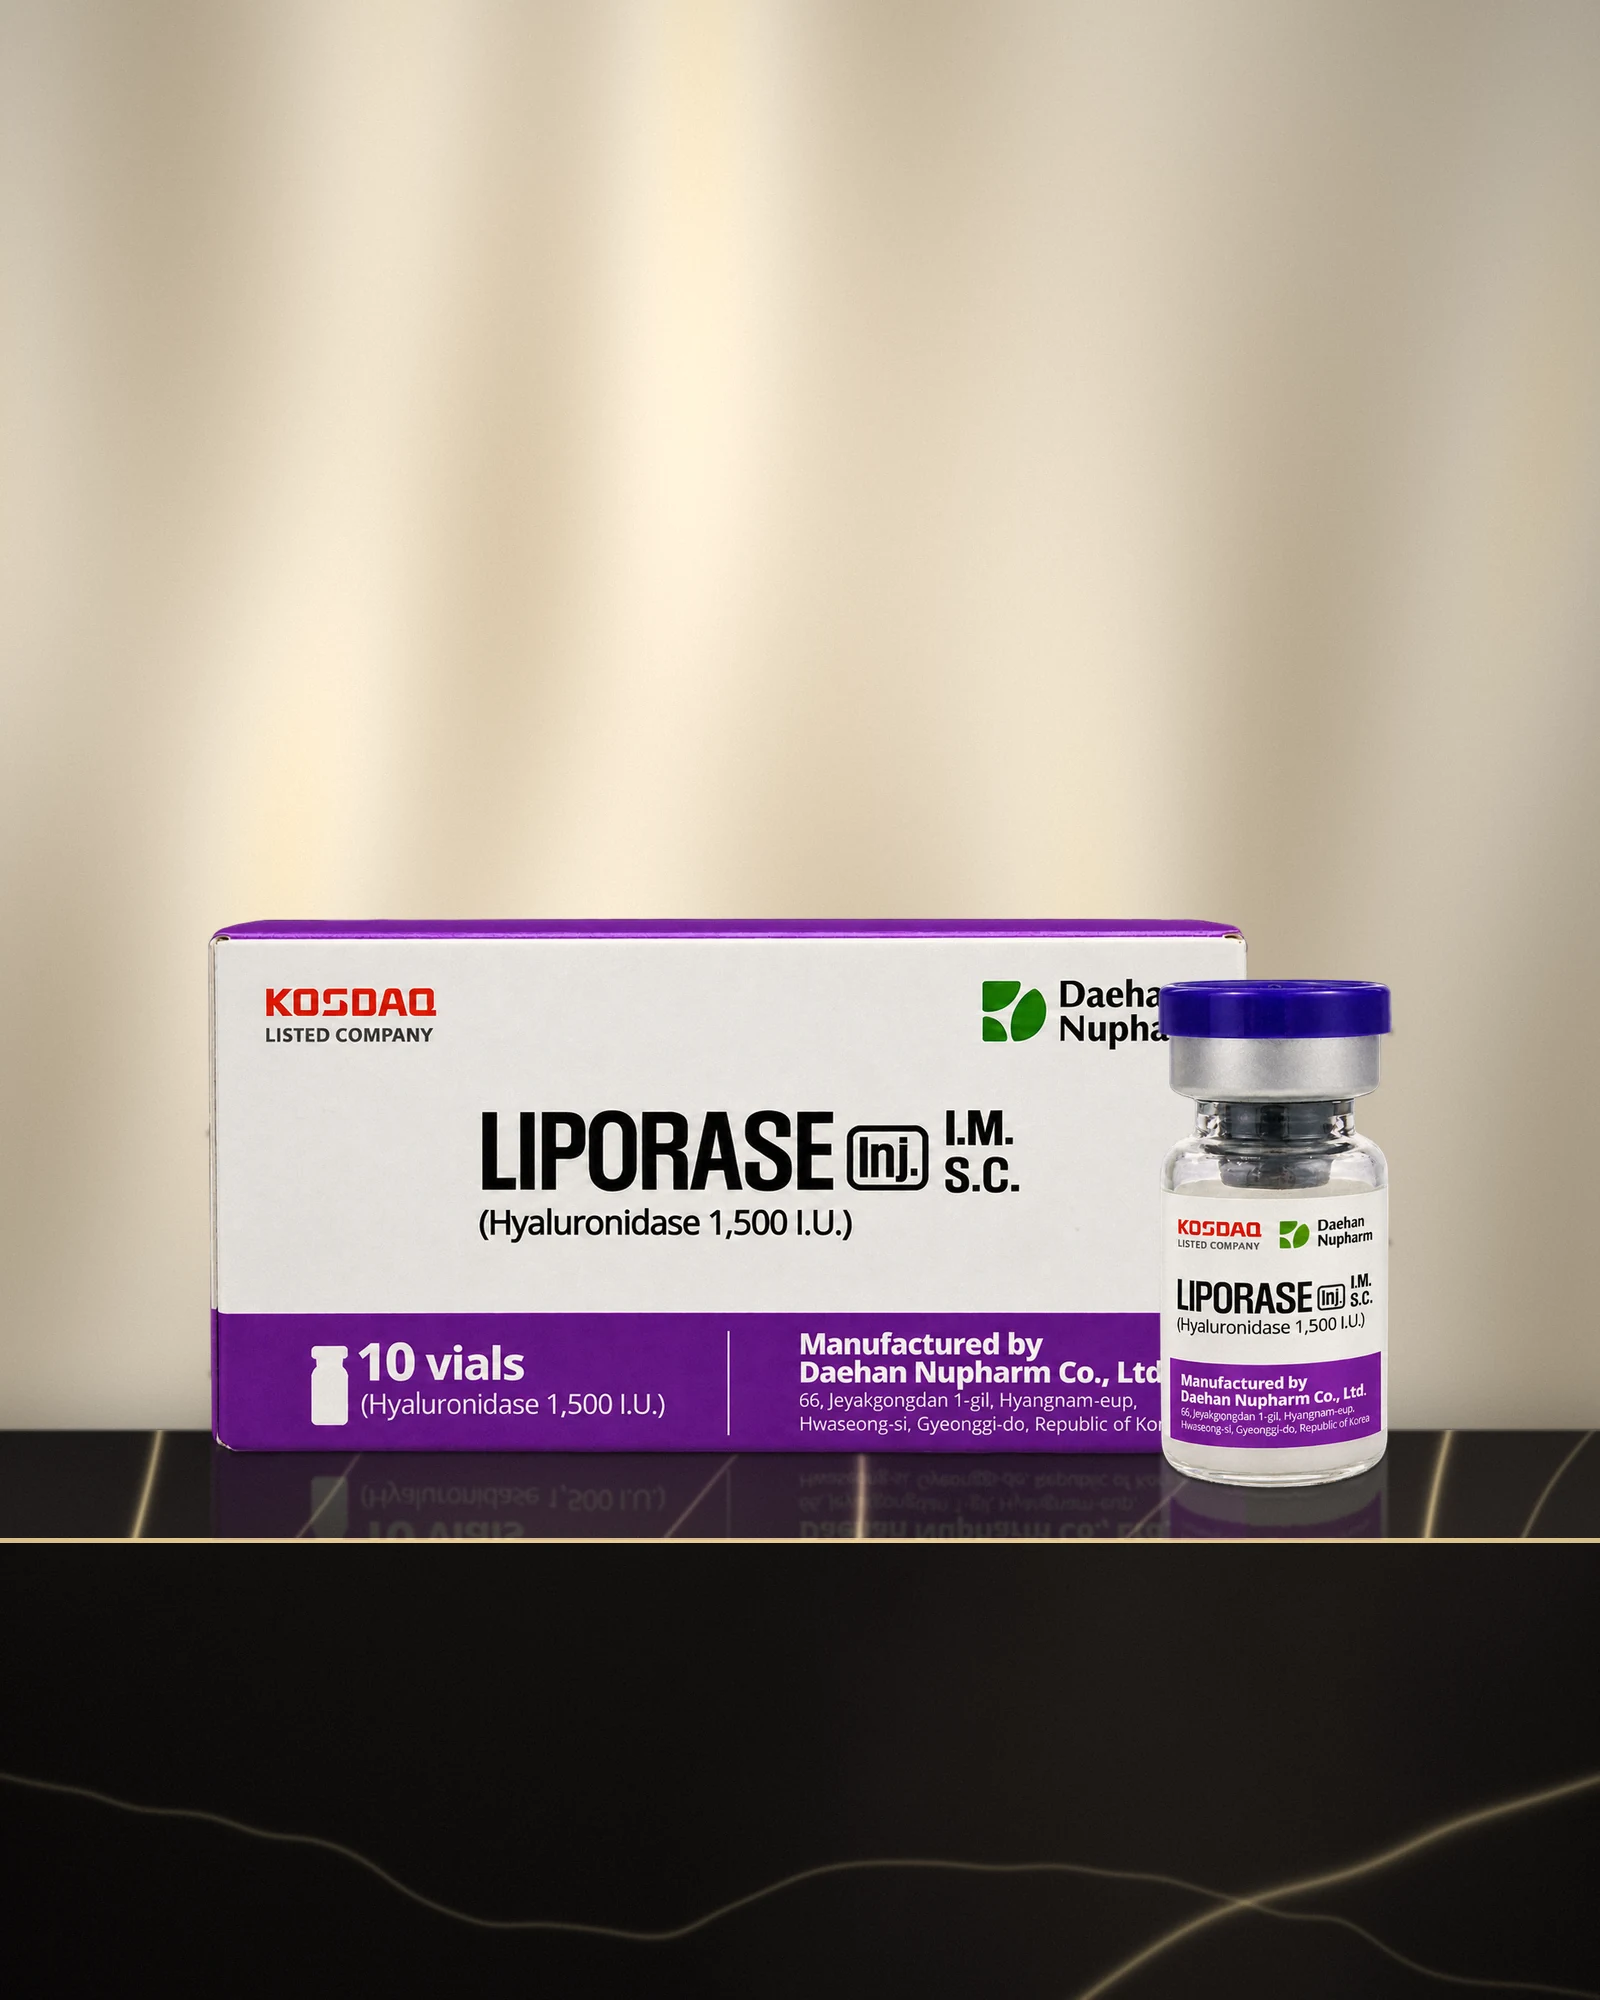 KOSDAQ
LISTED COMPANY
Daeha
Nupha
LIPORASE Inj. I.M.
S.C.
(Hyaluronidase 1,500 I.U.)
10 vials
(Hyaluronidase 1,500 I.U.)
Manufactured by
Daehan Nupharm Co., Ltd
66, Jeyakgongdan 1-gil, Hyangnam-eup,
Hwaseong-si, Gyeonggi-do, Republic of Kor
KOSDAQ
LISTED COMPANY
Daehan
Nupharm
LIPORASE Inj. I.M.
S.C.
(Hyaluronidase 1,500 I.U.)
Manufactured by
Daehan Nupharm Co., Ltd.
66, Jeyakgongdan 1-gil, Hyangnam-eup,
Hwaseong-si, Gyeonggi-do, Republic of Korea